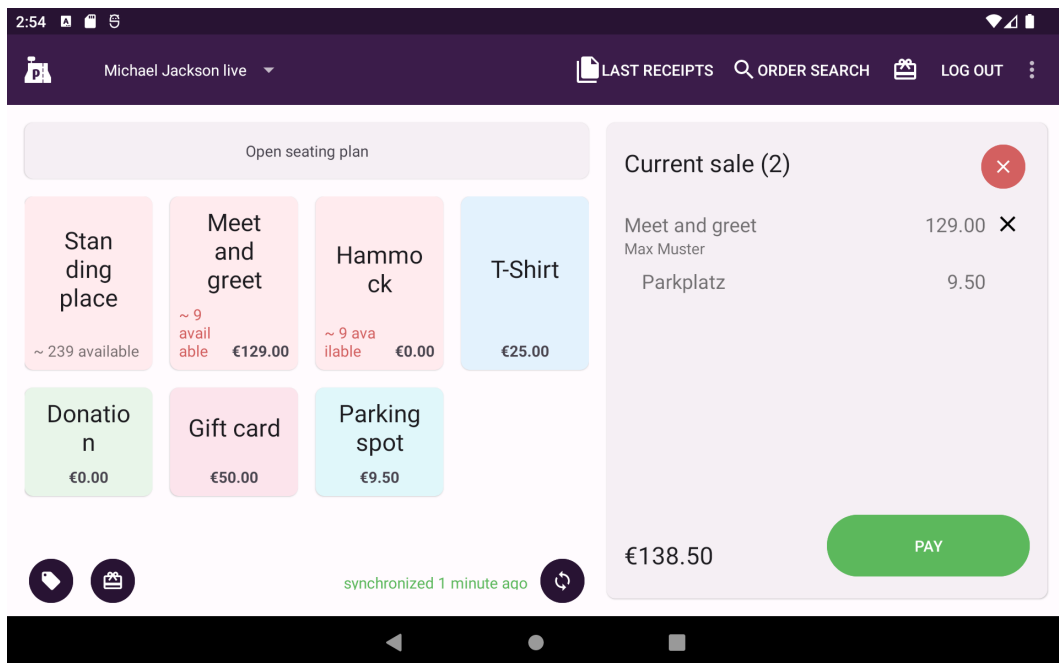 2:54
Michael Jackson live
LAST RECEIPTS
ORDER SEARCH
LOG OUT
Open seating plan
Stan
ding
place
~ 239 available
Meet
and
greet
~ 9
avail
able
€129.00
Hammo
ck
~ 9 ava
ilable
€0.00
T-Shirt
€25.00
Donatio
n
€0.00
Gift card
€50.00
Parking
spot
€9.50
synchronized 1 minute ago
Current sale (2)
Meet and greet 129.00
Max Muster
Parkplatz 9.50
€138.50
PAY